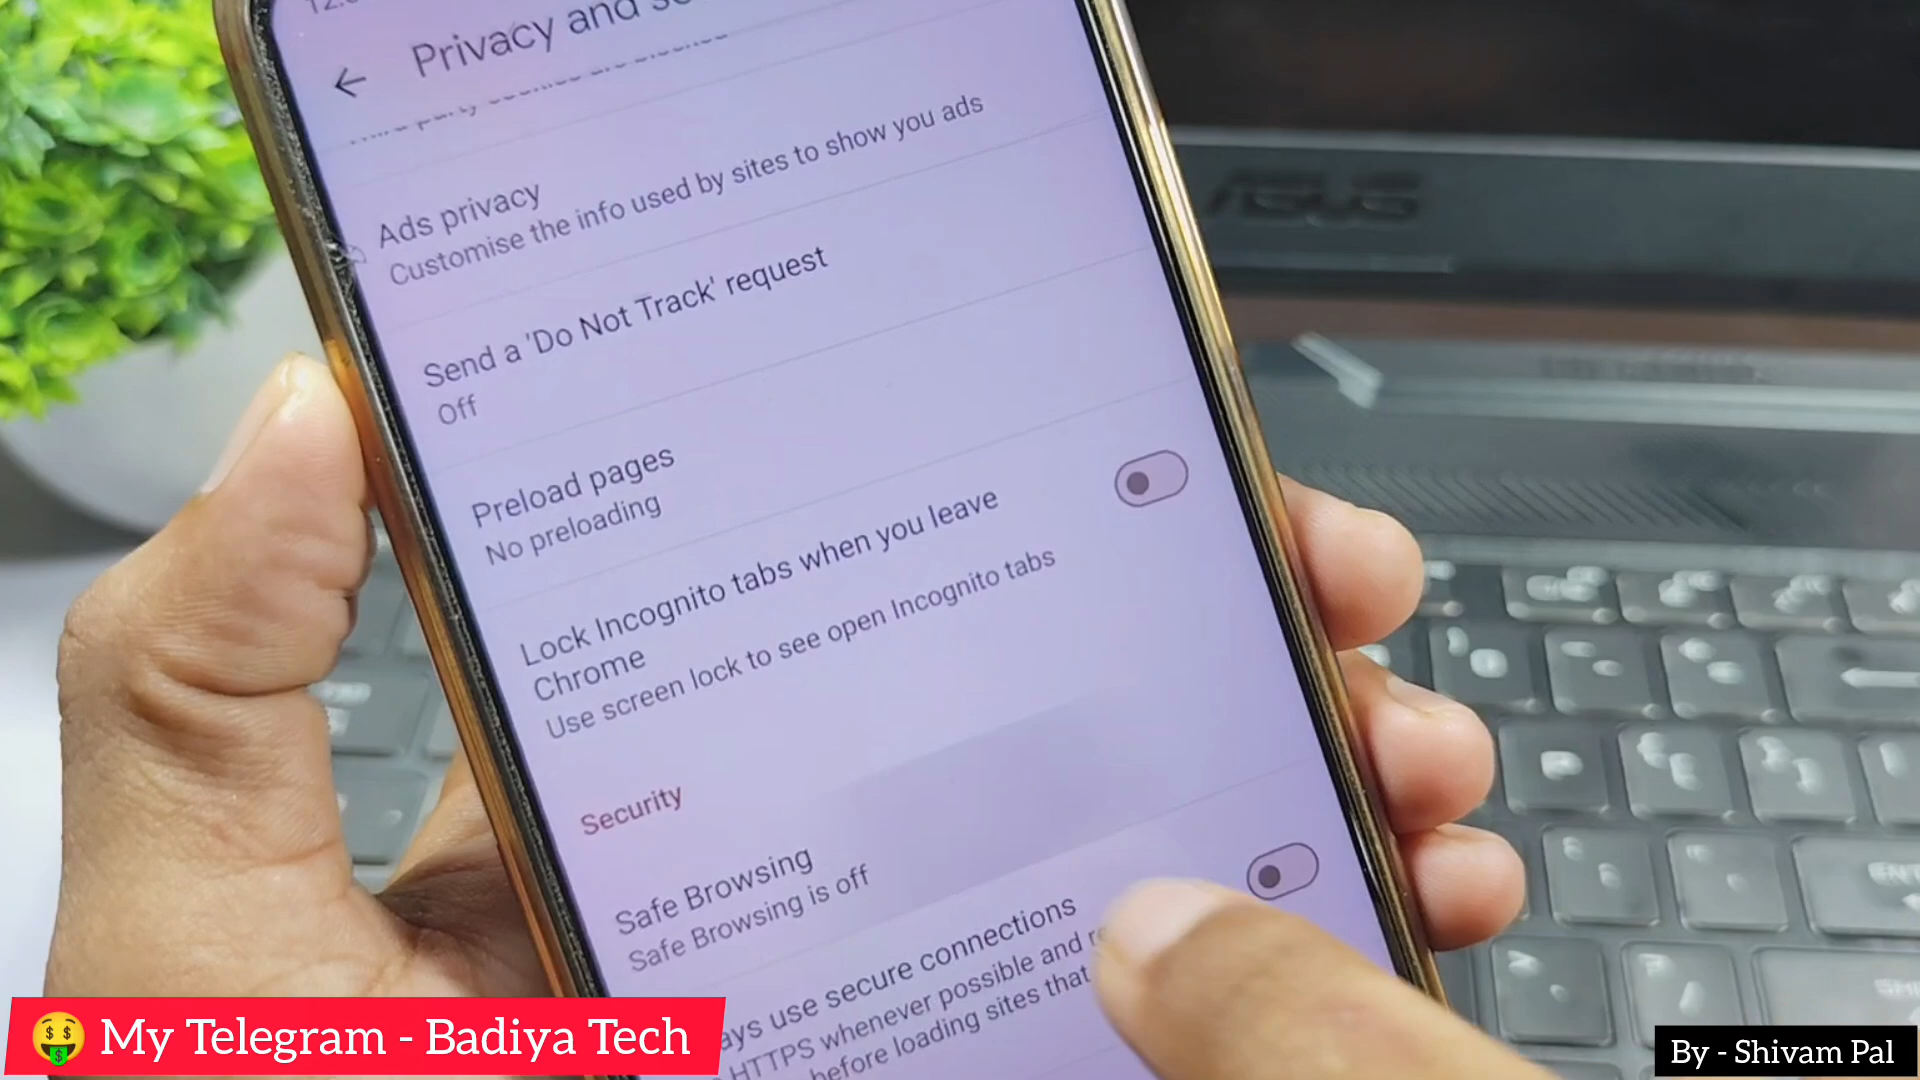 Privacy and
Ads privacy
Customise the info used by sites to show you ads
Send a 'Do Not Track' request
Off
Preload pages
No preloading
Lock Incognito tabs when you leave
Chrome
Use screen lock to see open Incognito tabs
Security
Safe Browsing
Safe Browsing is off
use secure connections
HTTPS whenever possible and
before loading sites that
ASUS
🤑 My Telegram - Badiya Tech
By - Shivam Pal